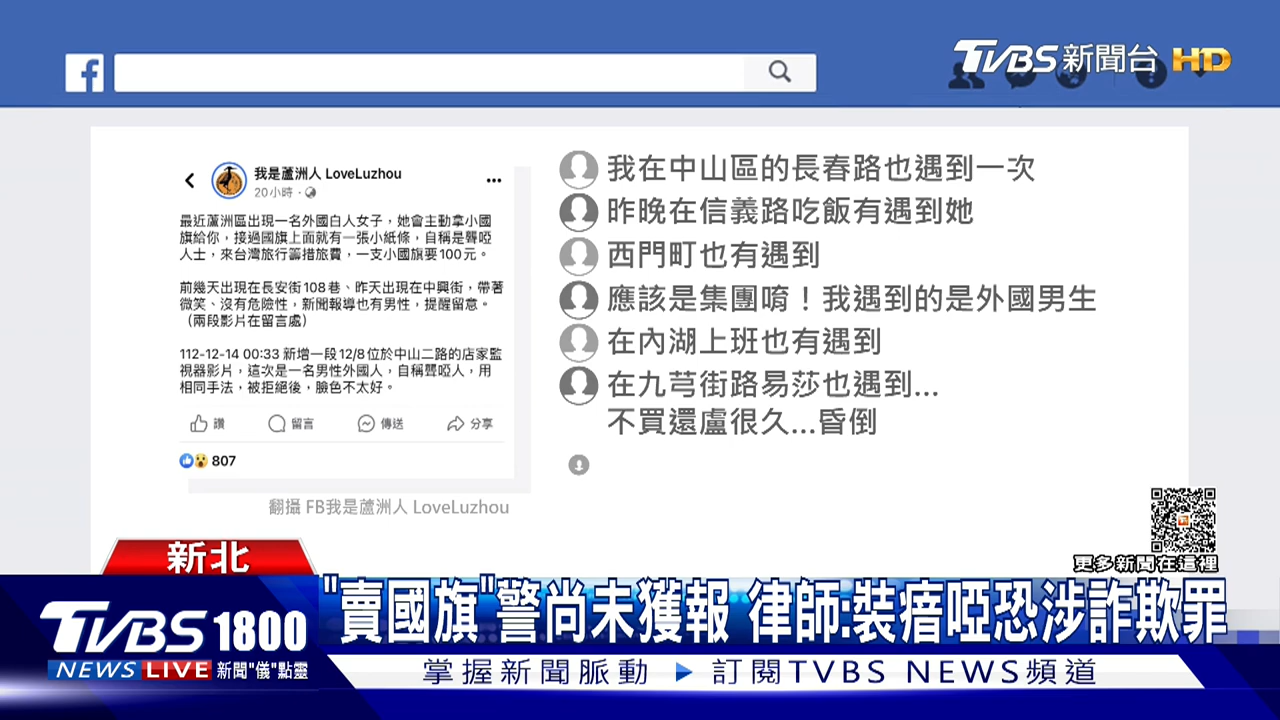 TVBS新聞台 HD
我是蘆洲人 LoveLuzhou
20小時
最近蘆洲區出現一名外國白人女子，她會主動拿小國
旗給你，接過國旗上面就有一張小紙條，自稱是聾啞
人士，來台灣旅行籌措旅費，一支小國旗要100元。
前幾天出現在長安街108巷、昨天出現在中興街，帶著
微笑、沒有危險性，新聞報導也有男性，提醒留意。
（兩段影片在留言處）
112-12-14 00:33 新增一段12/8位於中山二路的店家監
視器影片，這次是一名男性外國人，自稱聾啞人，用
相同手法，被拒絕後，臉色不太好。
讚 留言 傳送 分享
807
翻攝 FB我是蘆洲人 LoveLuzhou
我在中山區的長春路也遇到一次
昨晚在信義路吃飯有遇到她
西門町也有遇到
應該是集團唷！我遇到的是外國男生
在內湖上班也有遇到
在九芎街路易莎也遇到...
不買還盧很久...昏倒
更多新聞在這裡
新北
"賣國旗"警尚未獲報 律師:裝瘖啞恐涉詐欺罪
TVBS 1800
NEWS LIVE 新聞"儀"點靈
掌握新聞脈動 ▶ 訂閱TVBS NEWS頻道